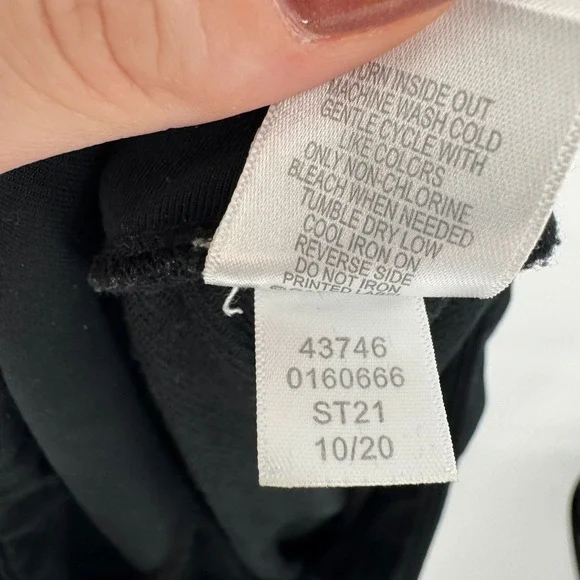 TURN INSIDE OUT
MACHINE WASH COLD
GENTLE CYCLE WITH
LIKE COLORS
ONLY NON-CHLORINE
BLEACH WHEN NEEDED
TUMBLE DRY LOW
COOL IRON ON
REVERSE SIDE
DO NOT IRON
PRINTED
43746
0160666
ST21
10/20